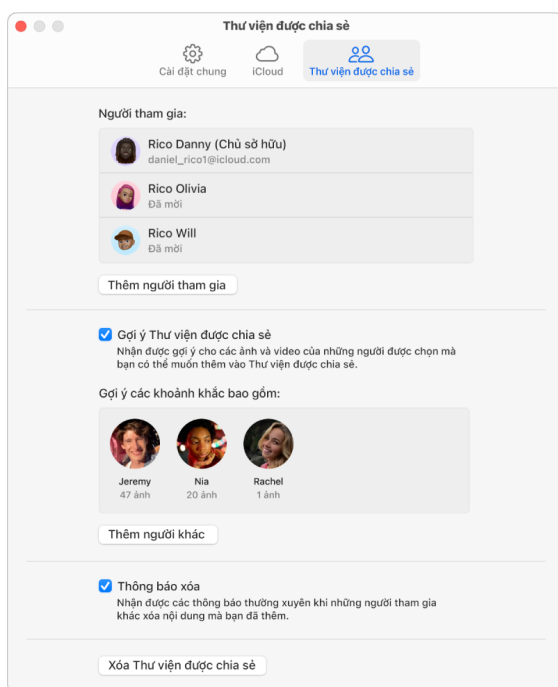 Thư viện được chia sẻ
Cài đặt chung
iCloud
Thư viện được chia sẻ
Người tham gia:
Rico Danny (Chủ sở hữu)
daniel_rico1@icloud.com
Rico Olivia
Đã mời
Rico Will
Đã mời
Thêm người tham gia
Gợi ý Thư viện được chia sẻ
Nhận được gợi ý cho các ảnh và video của những người được chọn mà
bạn có thể muốn thêm vào Thư viện được chia sẻ.
Gợi ý các khoảnh khắc bao gồm:
Jeremy
47 ảnh
Nia
20 ảnh
Rachel
1 ảnh
Thêm người khác
Thông báo xóa
Nhận được các thông báo thường xuyên khi những người tham gia
khác xóa nội dung mà bạn đã thêm.
Xóa Thư viện được chia sẻ